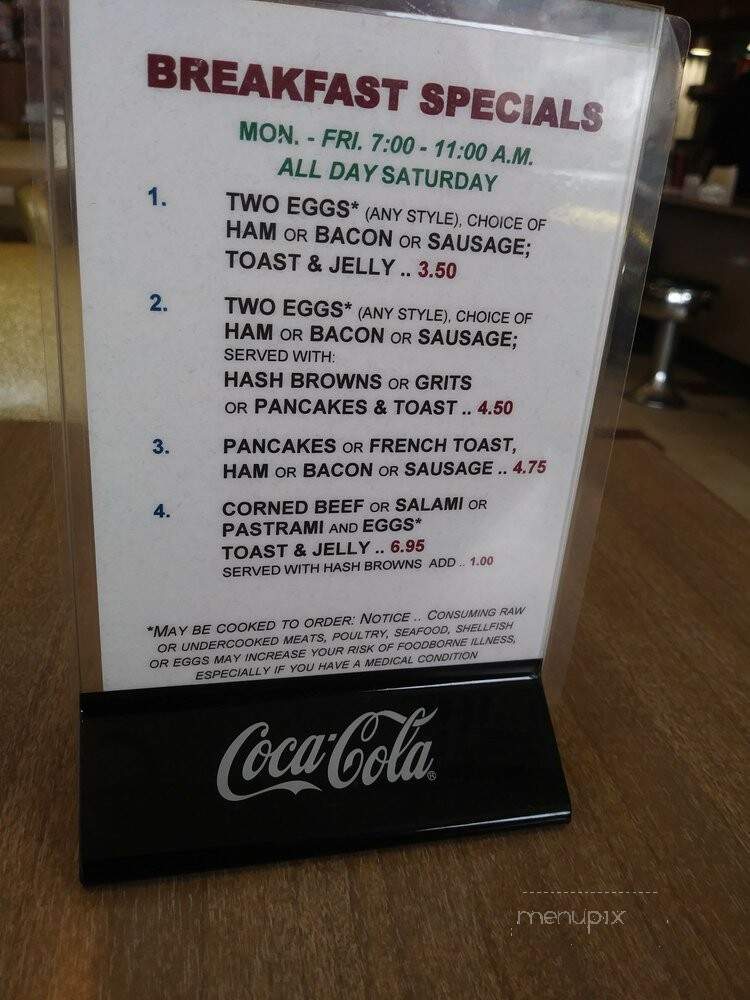 BREAKFAST SPECIALS
MON. - FRI. 7:00 - 11:00 A.M.
ALL DAY SATURDAY
1. TWO EGGS* (ANY STYLE), CHOICE OF
HAM OR BACON OR SAUSAGE;
TOAST & JELLY .. 3.50
2. TWO EGGS* (ANY STYLE), CHOICE OF
HAM OR BACON OR SAUSAGE;
SERVED WITH:
HASH BROWNS OR GRITS
OR PANCAKES & TOAST .. 4.50
3. PANCAKES OR FRENCH TOAST,
HAM OR BACON OR SAUSAGE .. 4.75
4. CORNED BEEF OR SALAMI OR
PASTRAMI AND EGGS*
TOAST & JELLY .. 6.95
SERVED WITH HASH BROWNS ADD .. 1.00
*MAY BE COOKED TO ORDER: NOTICE .. CONSUMING RAW
OR UNDERCOOKED MEATS, POULTRY, SEAFOOD, SHELLFISH
OR EGGS MAY INCREASE YOUR RISK OF FOODBORNE ILLNESS,
ESPECIALLY IF YOU HAVE A MEDICAL CONDITION
Coca-Cola®
menupix